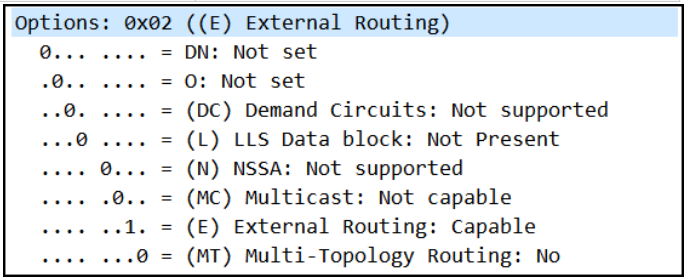 Options: 0x02 ((E) External Routing)
0... .... = DN: Not set
.0.. .... = O: Not set
..0. .... = (DC) Demand Circuits: Not supported
...0 .... = (L) LLS Data block: Not Present
.... 0... = (N) NSSA: Not supported
.... .0.. = (MC) Multicast: Not capable
.... ..1. = (E) External Routing: Capable
.... ...0 = (MT) Multi-Topology Routing: No